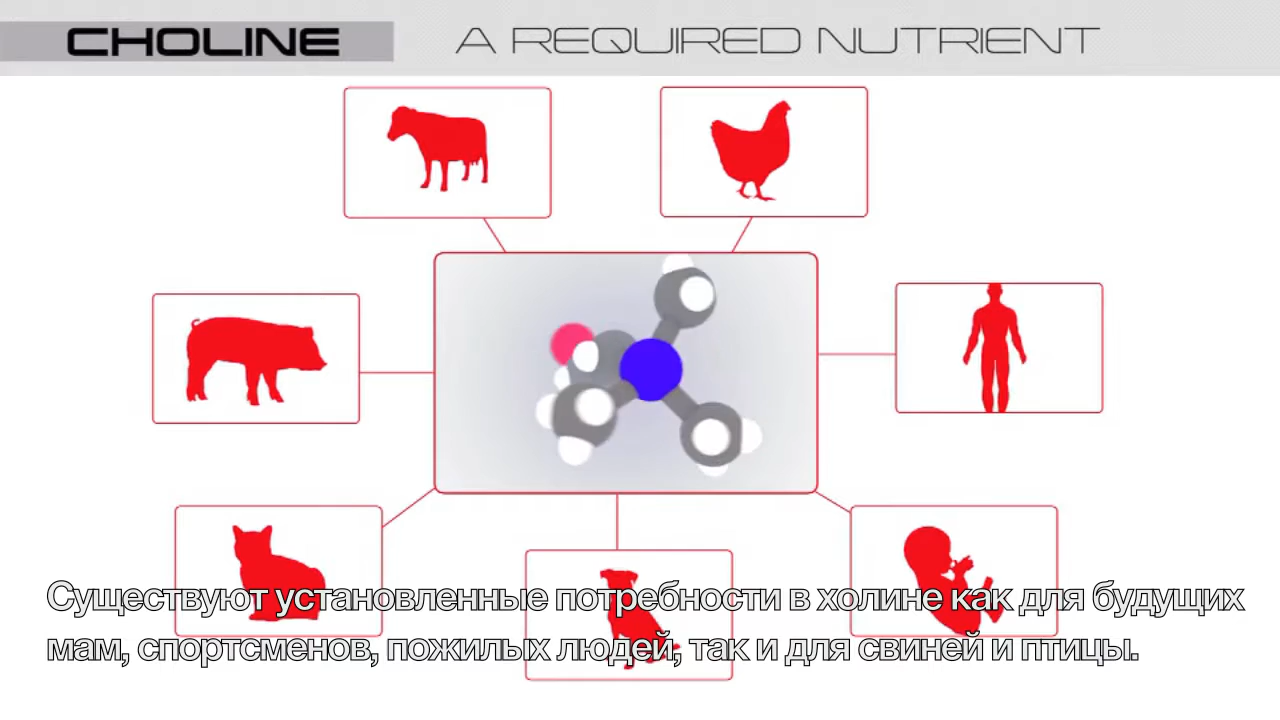 CHOLINE A REQUIRED NUTRIENT
Существуют установленные потребности в холине как для будущих
мам, спортсменов, пожилых людей, так и для свиней и птицы.